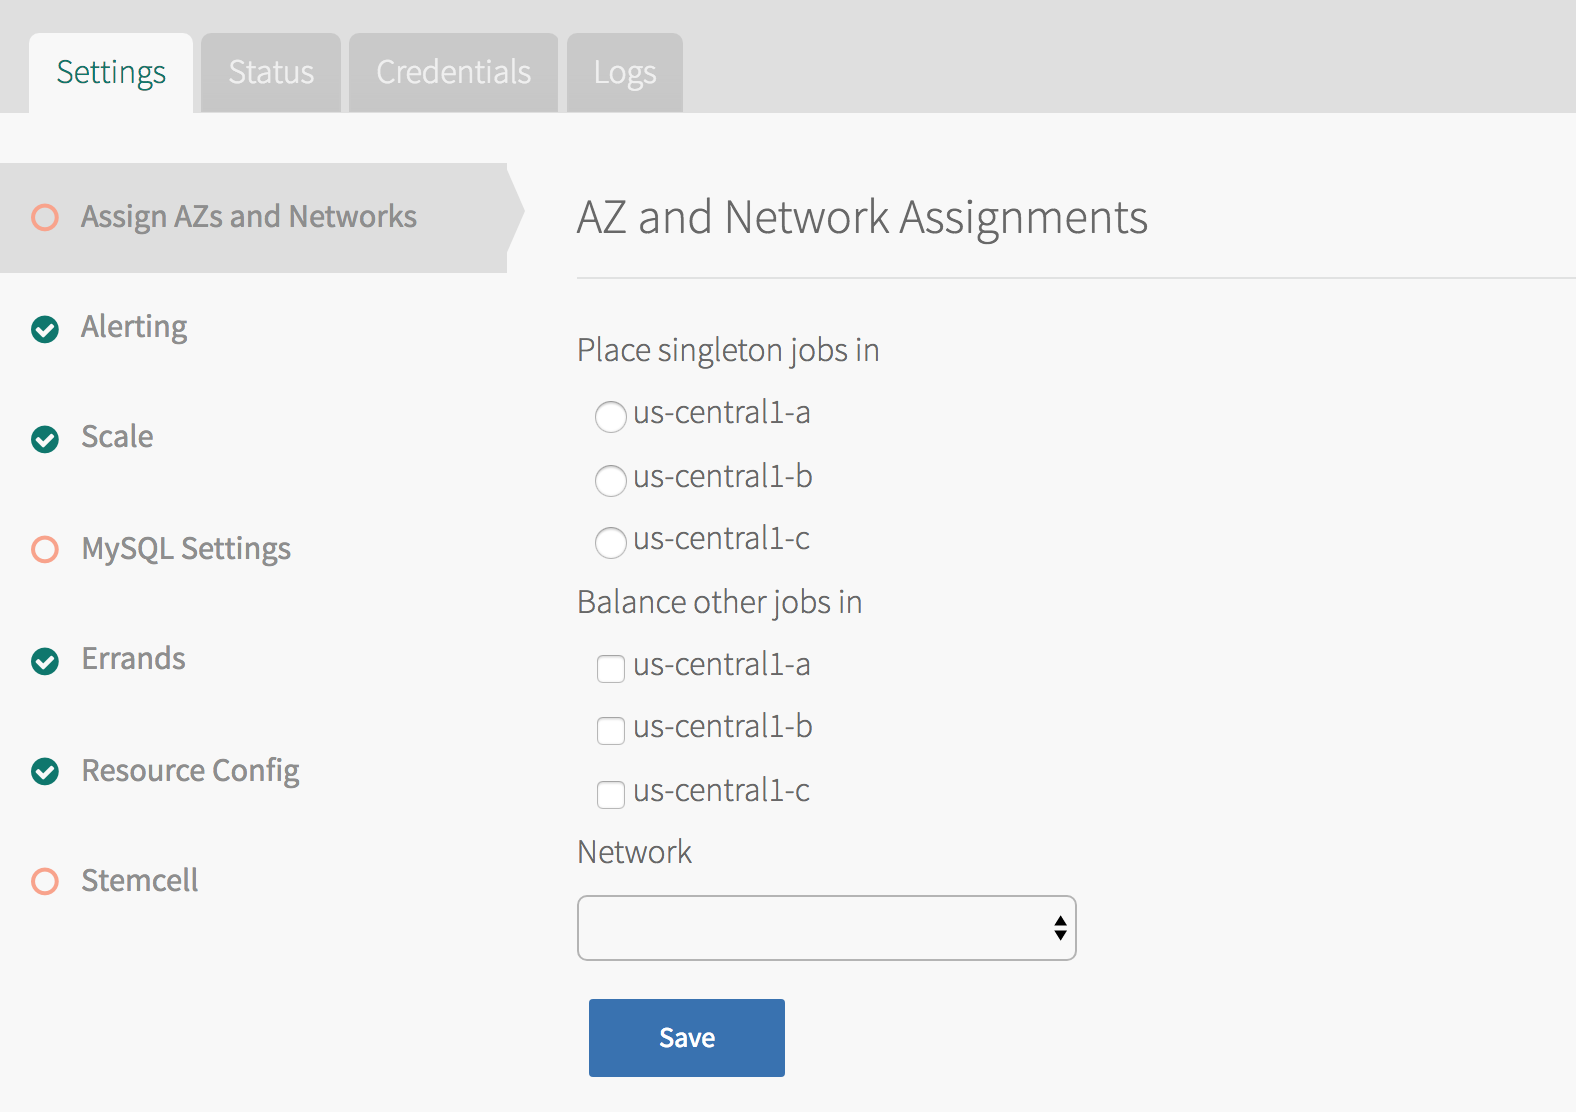 Settings
Status
Credentials
Logs
Assign AZs and Networks
Alerting
Scale
MySQL Settings
Errands
Resource Config
Stemcell
AZ and Network Assignments
Place singleton jobs in
us-central1-a
us-central1-b
us-central1-c
Balance other jobs in
us-central1-a
us-central1-b
us-central1-c
Network
Save